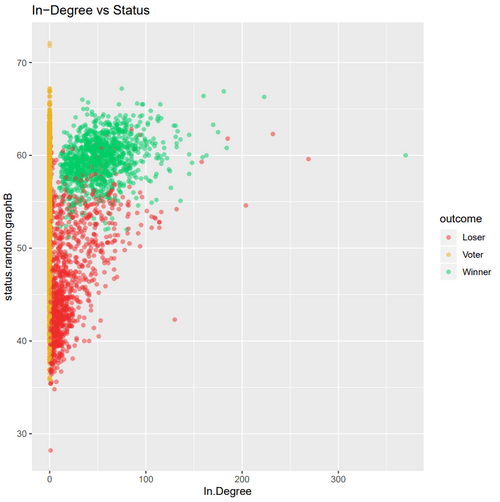 In-Degree vs Status
status.random.graphB
70
60
50
40
30
0
100
200
300
In.Degree
outcome
Loser
Voter
Winner